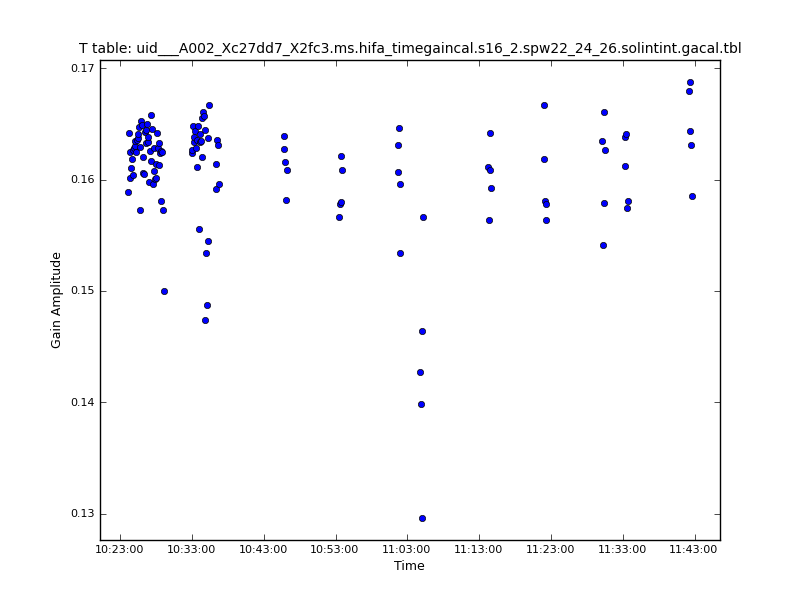 T table: uid___A002_Xc27dd7_X2fc3.ms.hifa_timegaincal.s16_2.spw22_24_26.solintint.gacal.tbl
0.17
0.16
0.15
0.14
0.13
Gain Amplitude
10:23:00 10:33:00 10:43:00 10:53:00 11:03:00 11:13:00 11:23:00 11:33:00 11:43:00
Time